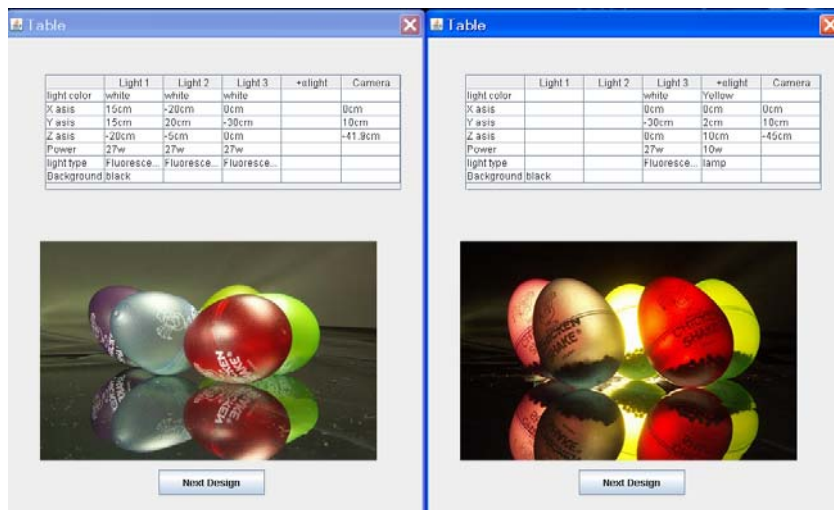 Table
Light 1 Light 2 Light 3 +alight Camera
light color white white white
X asis 15cm -20cm 0cm 0cm
Y asis 15cm 20cm -30cm 10cm
Z asis -20cm -5cm 0cm -41.9cm
Power 27w 27w 27w
light type Fluoresce... Fluoresce... Fluoresce...
Background black
CHICKEN
SHAKE
Next Design
Table
Light 1 Light 2 Light 3 +alight Camera
light color white Yellow
X asis 0cm 0cm 0cm
Y asis -30cm 2cm 10cm
Z asis 0cm 10cm -45cm
Power 27w 10w
light type Fluoresce... lamp
Background black
CHICKEN
SHAKE
CHICKEN
SHAKE
Next Design